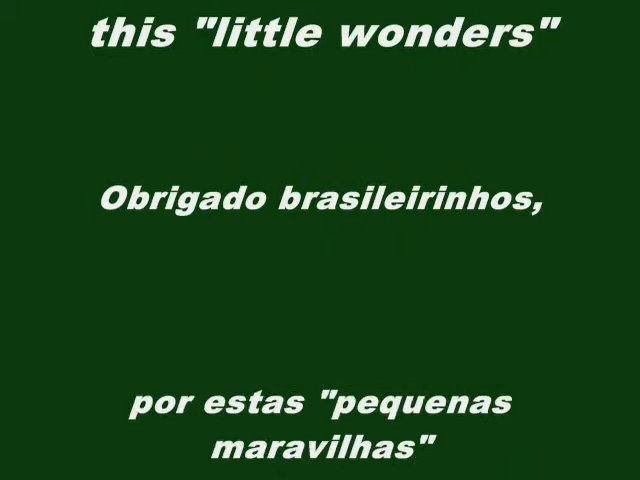 this "little wonders"
Obrigado brasileirinhos,
por estas "pequenas
maravilhas"